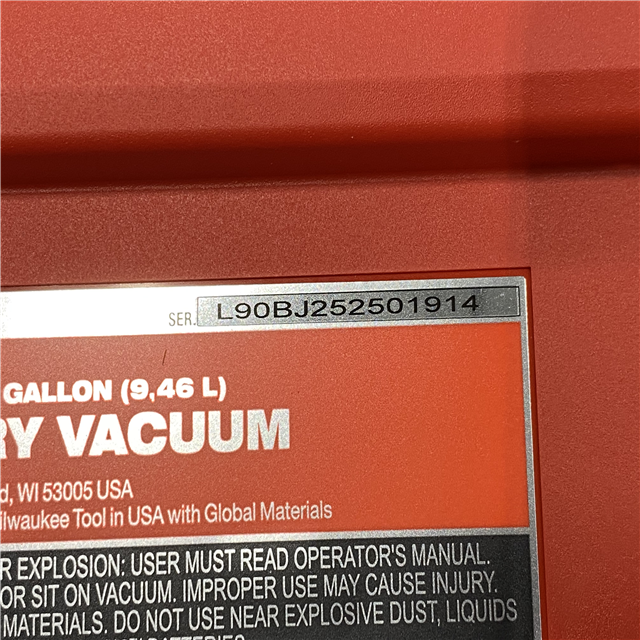 SER. L90BJ252501914
GALLON (9,46 L)
RY VACUUM
d, WI 53005 USA
ilwaukee Tool in USA with Global Materials
R EXPLOSION: USER MUST READ OPERATOR'S MANUAL.
OR SIT ON VACUUM. IMPROPER USE MAY CAUSE INJURY.
MATERIALS. DO NOT USE NEAR EXPLOSIVE DUST, LIQUIDS